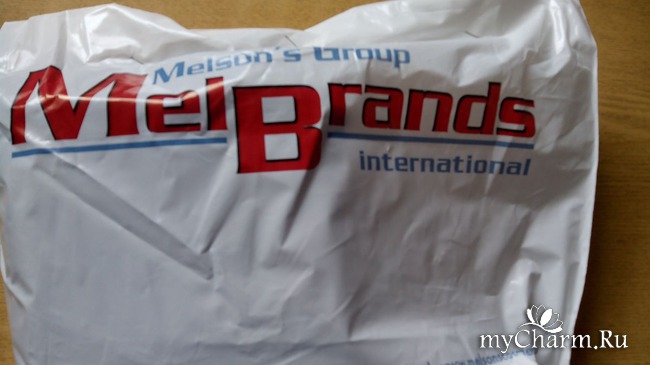 Melson's Group
MelBrands
international
myCharm.Ru